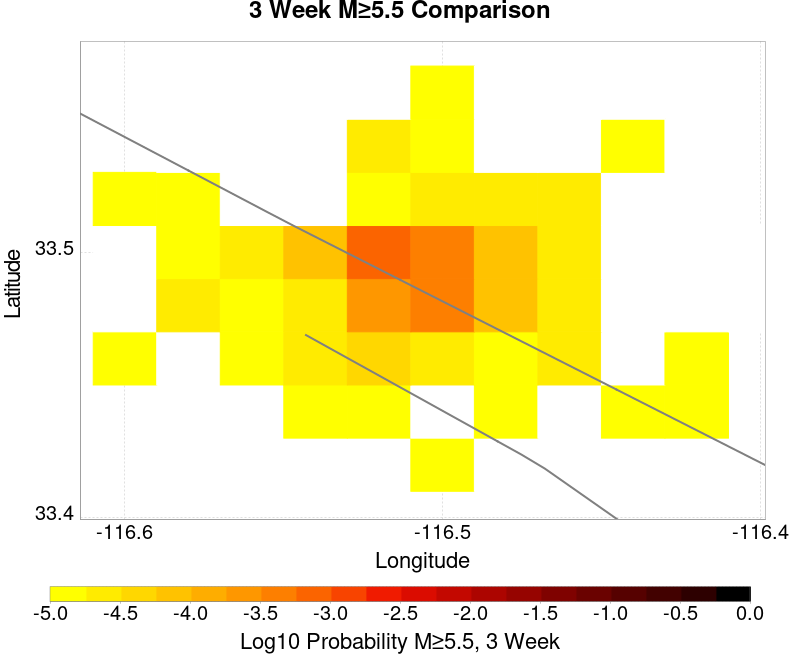 3 Week M≥5.5 Comparison
Latitude
33.5
33.4
-116.6 -116.5 -116.4
Longitude
-5.0 -4.5 -4.0 -3.5 -3.0 -2.5 -2.0 -1.5 -1.0 -0.5 0.0
Log10 Probability M≥5.5, 3 Week